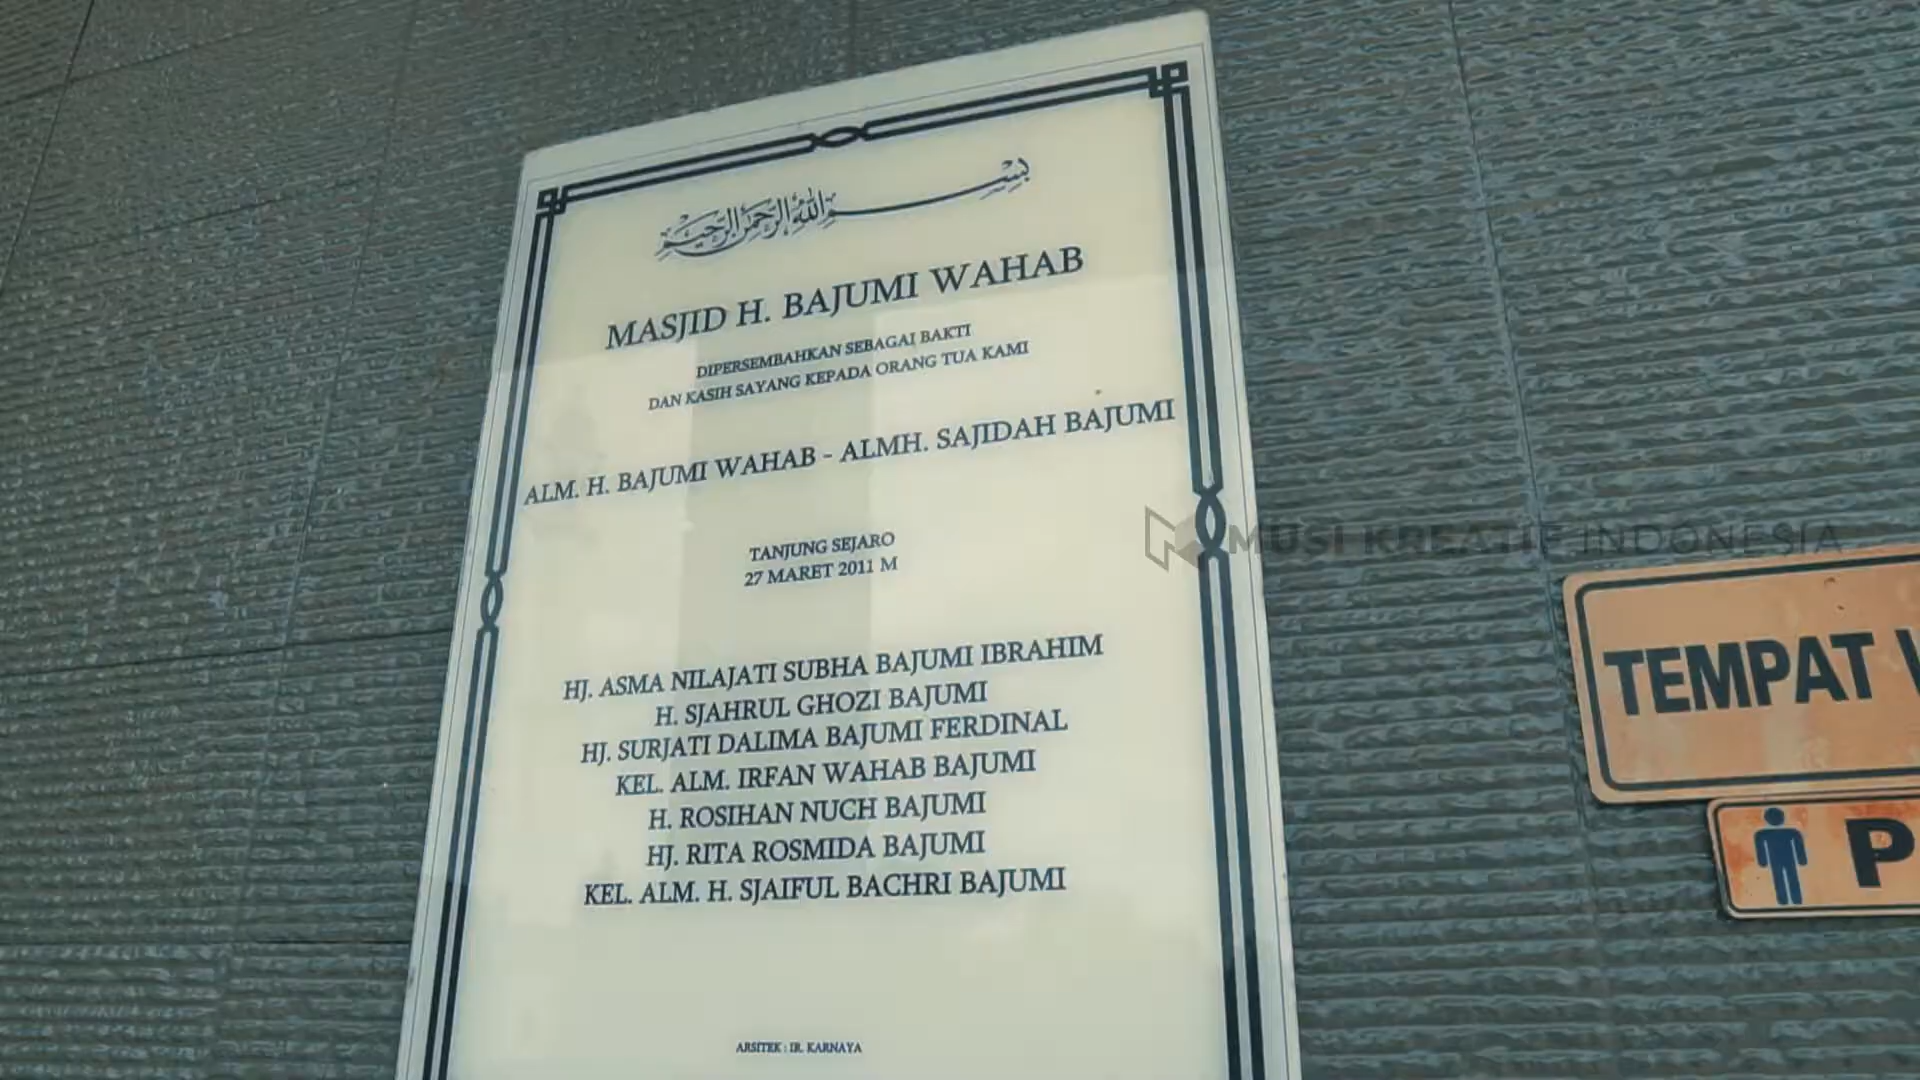 بسم الله الرحمن الرحيم
MASJID H. BAJUMI WAHAB
DIPERSEMBAHKAN SEBAGAI BAKTI
DAN KASIH SAYANG KEPADA ORANG TUA KAMI
ALM. H. BAJUMI WAHAB - ALMH. SAJIDAH BAJUMI
TANJUNG SEJARO
27 MARET 2011 M
HJ. ASMA NILAJATI SUBHA BAJUMI IBRAHIM
H. SJAHRUL GHOZI BAJUMI
HJ. SURJATI DALIMA BAJUMI FERDINAL
KEL. ALM. IRFAN WAHAB BAJUMI
H. ROSIHAN NUCH BAJUMI
HJ. RITA ROSMIDA BAJUMI
KEL. ALM. H. SJAIFUL BACHRI BAJUMI
ARSITEK : IR. KARNAYA
MUSI KREATIF INDONESIA
TEMPAT
P